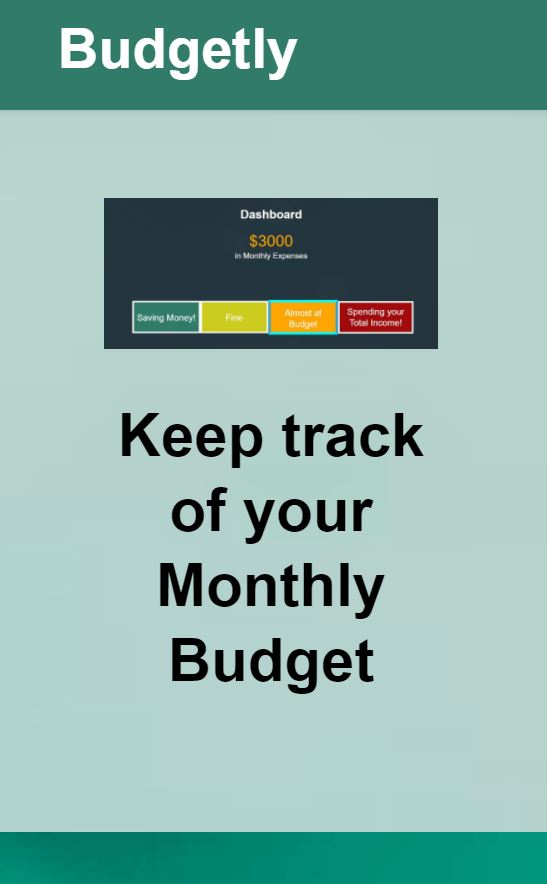 Budgetly
Dashboard
$3000
in Monthly Expenses
Saving Money!
Fine
Almost at
Budget
Spending your
Total Income!
Keep track
of your
Monthly
Budget